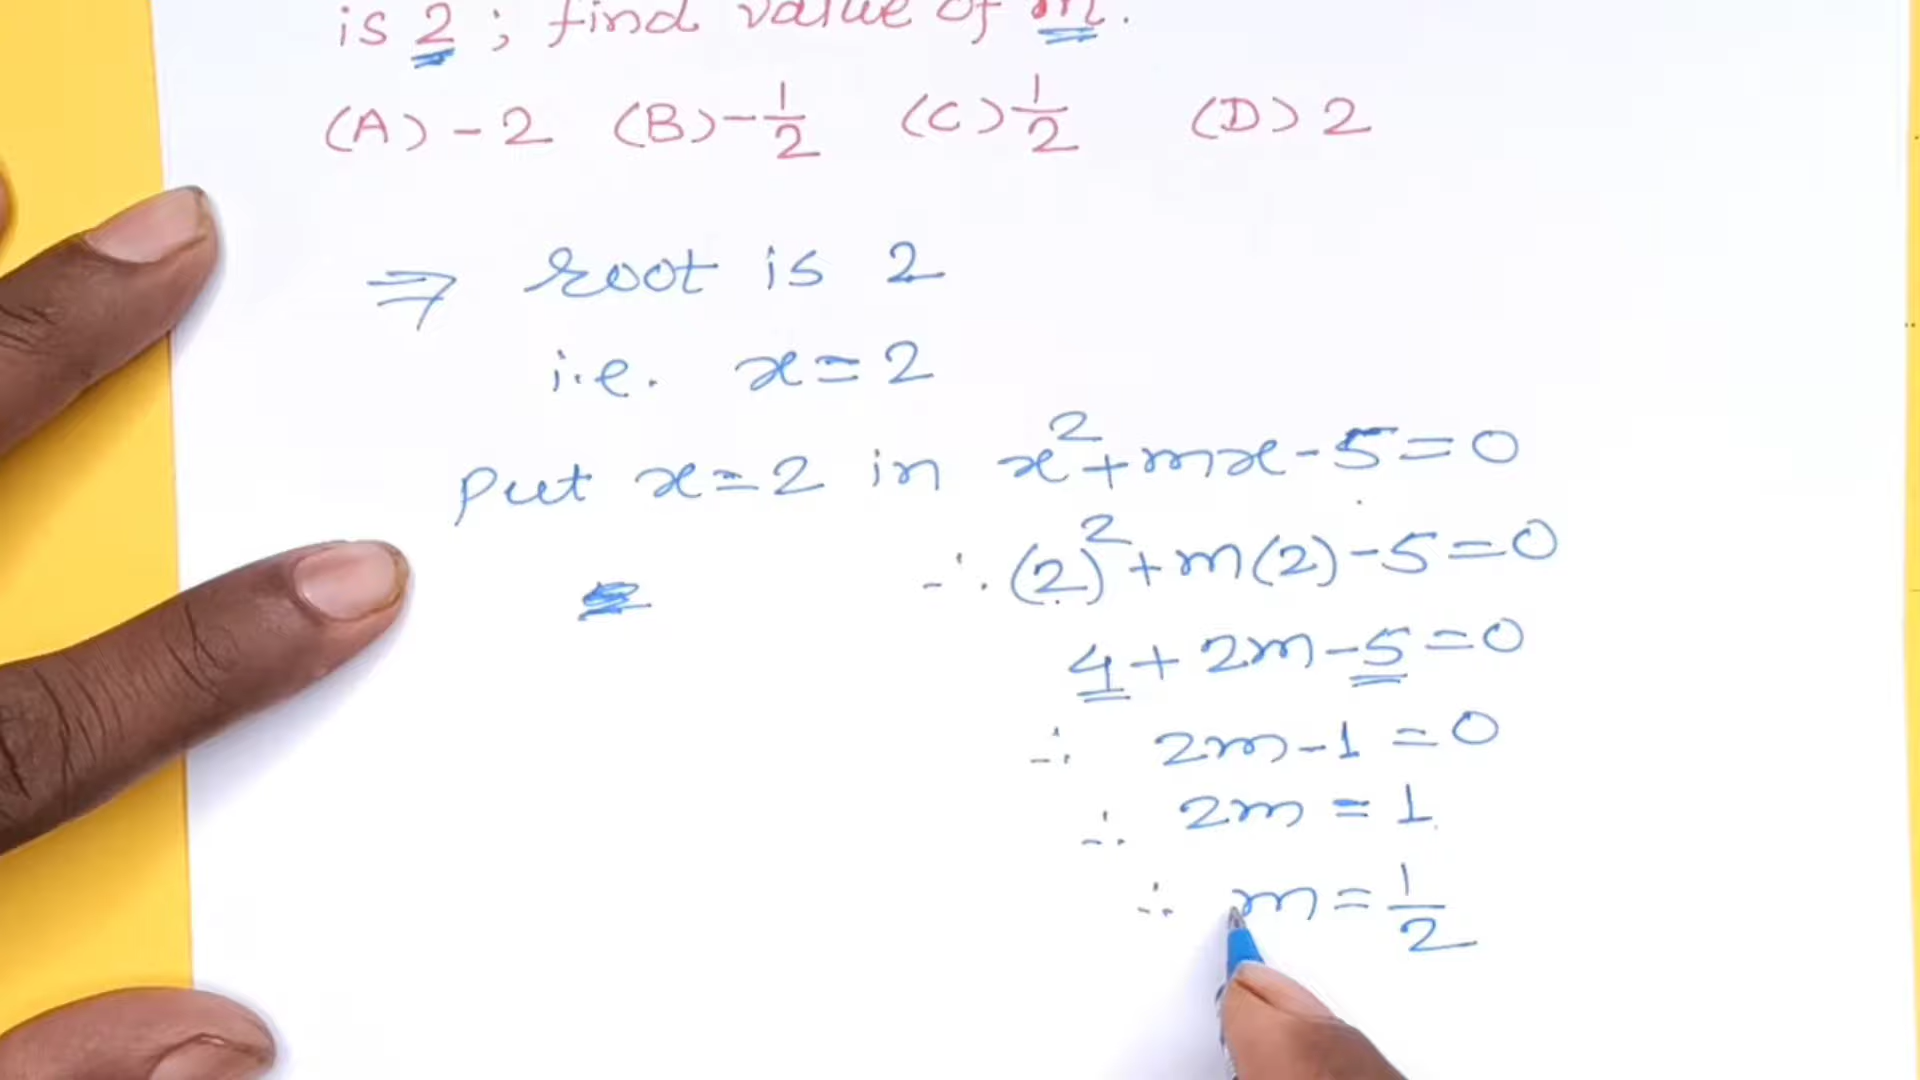 is 2 ; find value of m.
(A) -2 (B) -1/2 (C) 1/2 (D) 2
⇒ root is 2
i.e. x=2
put x=2 in x²+mx-5=0
∴ (2)²+m(2)-5=0
4+2m-5=0
∴ 2m-1=0
∴ 2m=1
∴ m=1/2